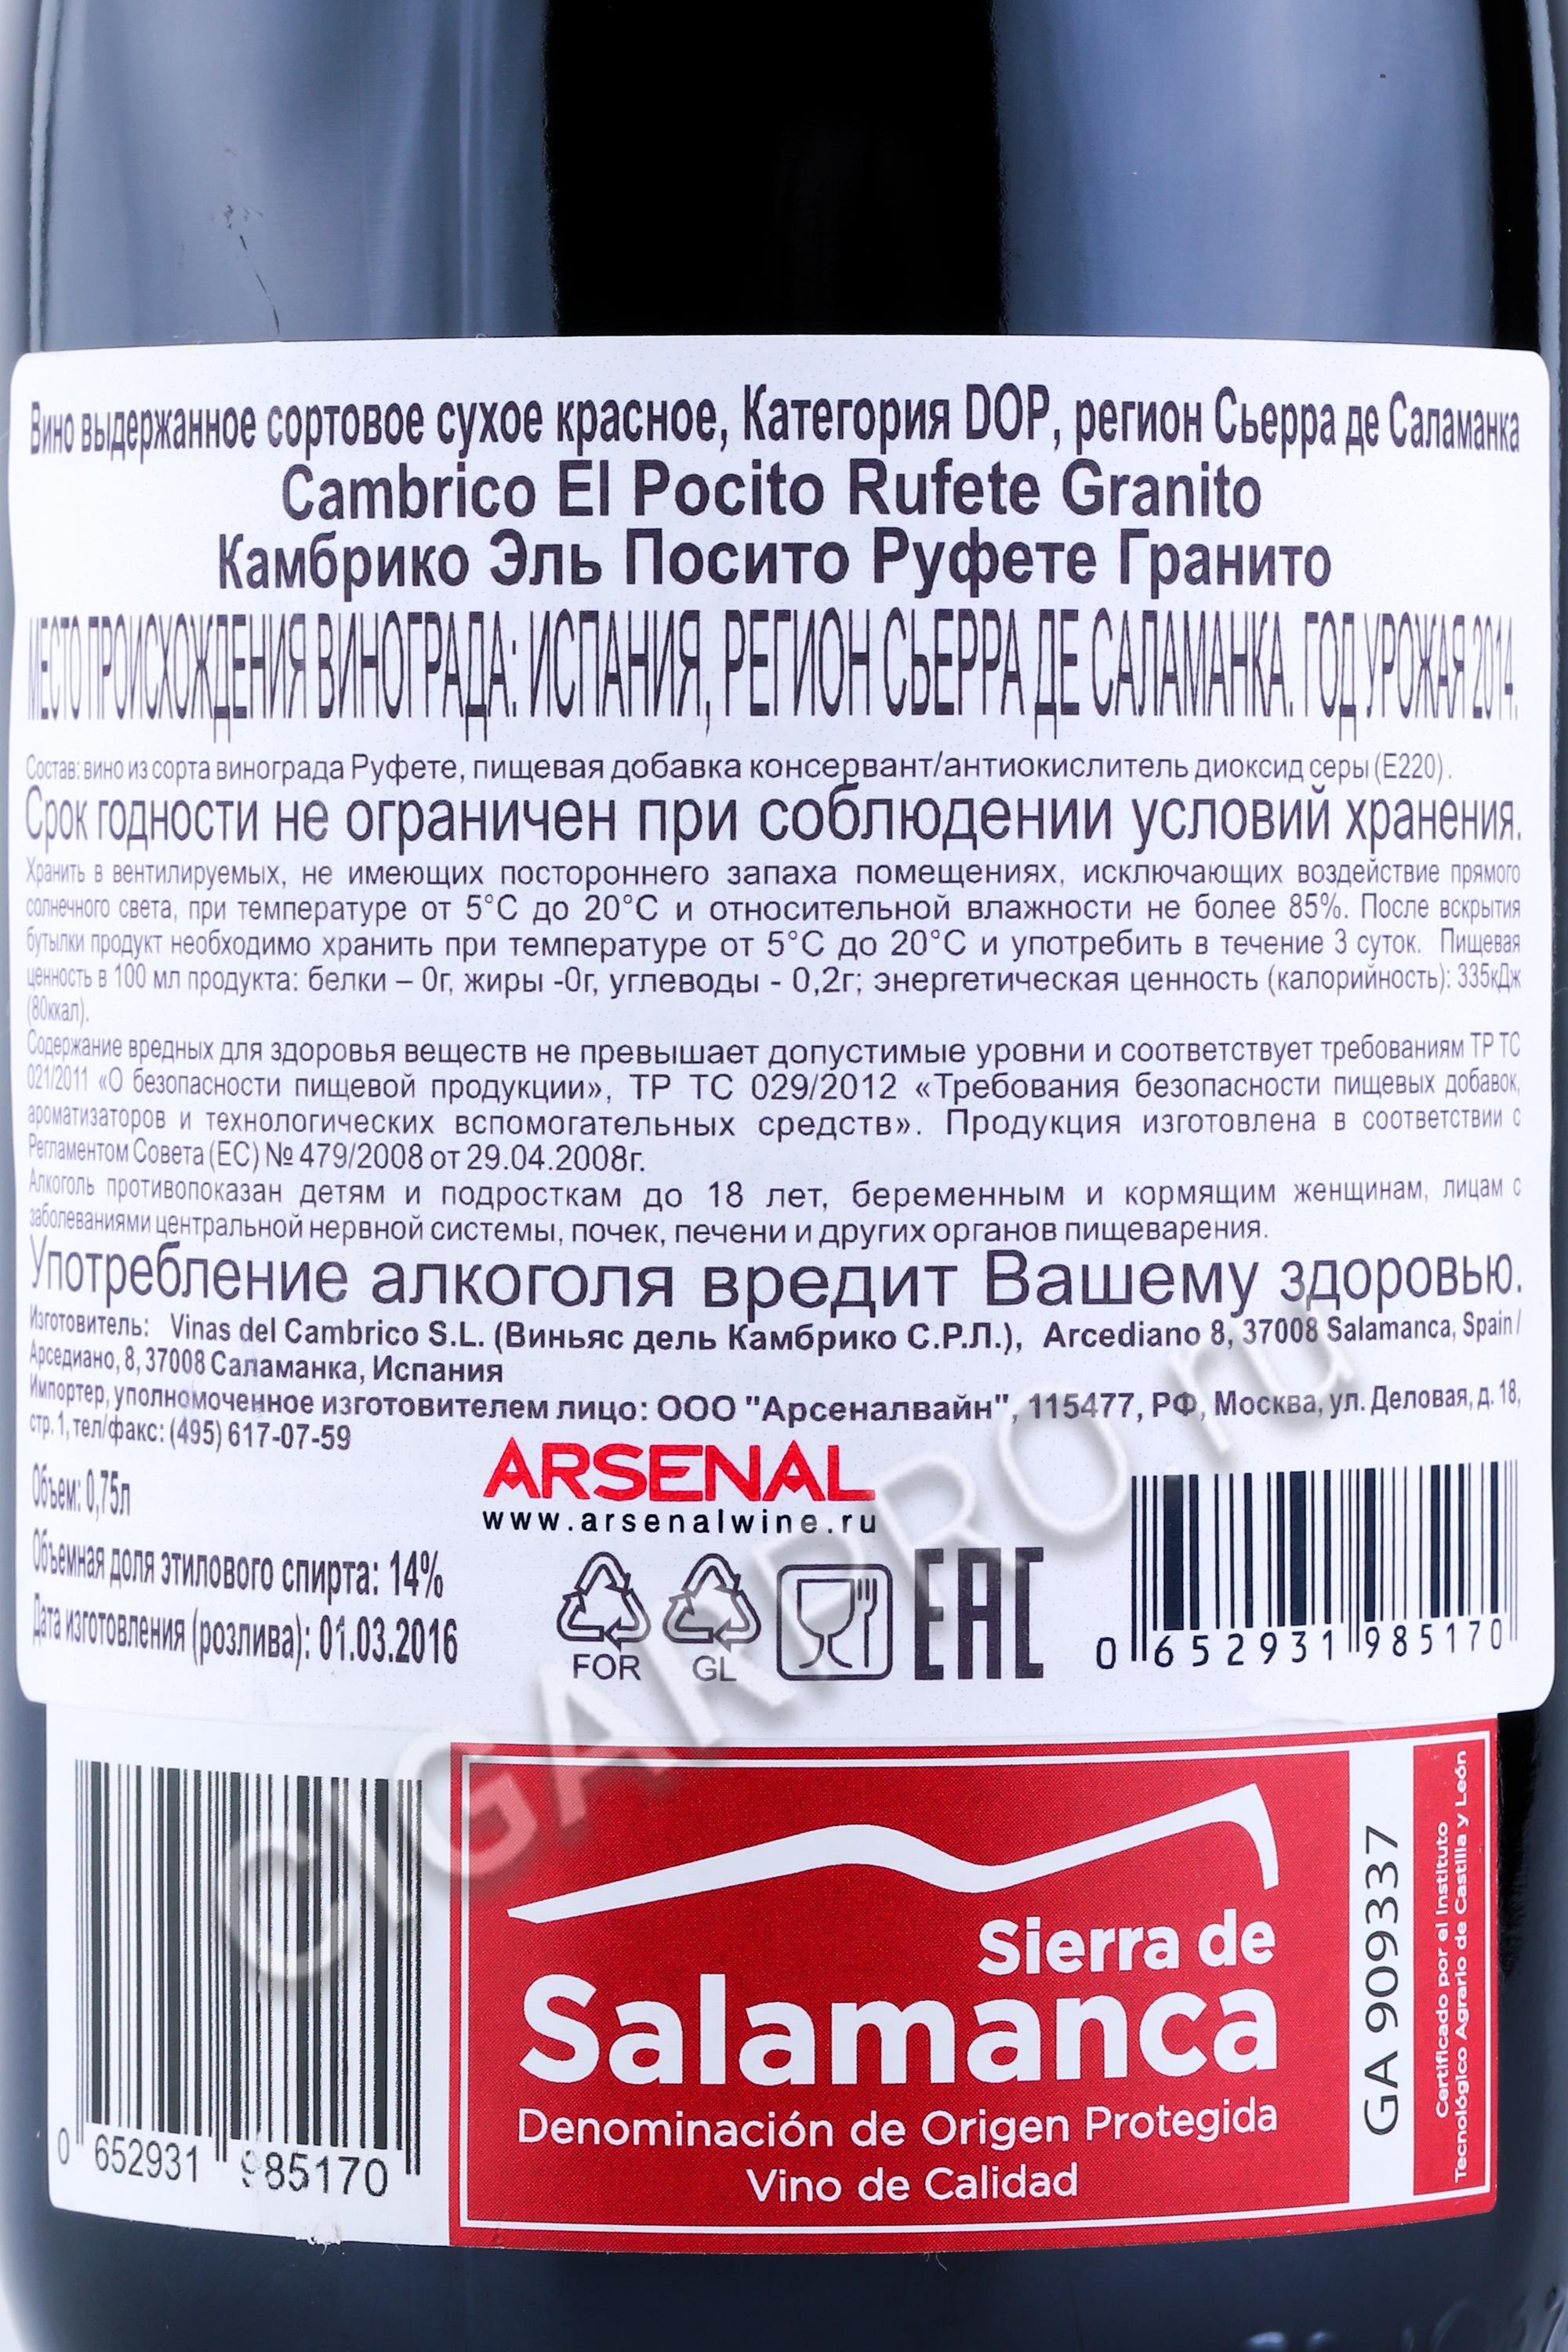 Вино выдержанное сортовое сухое красное, Категория DOP, регион Сьерра де Саламанка
Cambrico El Pocito Rufete Granito
Камбрико Эль Посито Руфете Гранито
МЕСТО ПРОИСХОЖДЕНИЯ ВИНОГРАДА: ИСПАНИЯ, РЕГИОН СЬЕРРА ДЕ САЛАМАНКА. ГОД УРОЖАЯ 2014.
Состав: вино из сорта винограда Руфете, пищевая добавка консервант/антиокислитель диоксид серы (Е220).
Срок годности не ограничен при соблюдении условий хранения.
Хранить в вентилируемых, не имеющих постороннего запаха помещениях, исключающих воздействие прямого
солнечного света, при температуре от 5°С до 20°С и относительной влажности не более 85%. После вскрытия
бутылки продукт необходимо хранить при температуре от 5°С до 20°С и употребить в течение 3 суток. Пищевая
ценность в 100 мл продукта: белки – 0г, жиры -0г, углеводы - 0,2г; энергетическая ценность (калорийность): 335кДж
(80ккал).
Содержание вредных для здоровья веществ не превышает допустимые уровни и соответствует требованиям ТР ТС
021/2011 «О безопасности пищевой продукции», ТР ТС 029/2012 «Требования безопасности пищевых добавок,
ароматизаторов и технологических вспомогательных средств». Продукция изготовлена в соответствии с
Регламентом Совета (ЕС) № 479/2008 от 29.04.2008г.
Алкоголь противопоказан детям и подросткам до 18 лет, беременным и кормящим женщинам, лицам с
заболеваниями центральной нервной системы, почек, печени и других органов пищеварения.
Употребление алкоголя вредит Вашему здоровью.
Изготовитель: Vinas del Cambrico S.L. (Виньяс дель Камбрико С.Р.Л.), Arcediano 8, 37008 Salamanca, Spain/
Арседиано, 8, 37008 Саламанка, Испания
Импортер, уполномоченное изготовителем лицо: ООО "Арсеналвайн", 115477, РФ, Москва, ул. Деловая, д. 18,
стр. 1, тел/факс: (495) 617-07-59
ARSENAL
www.arsenalwine.ru
Объем: 0,75л
Объемная доля этилового спирта: 14%
Дата изготовления (розлива): 01.03.2016
FOR GL
EAC
0 652931 985170
CIGARPRO.ru
0 652931 985170
Sierra de
Salamanca
Denominación de Origen Protegida
Vino de Calidad
GA 909337
Certificado por el Instituto
Tecnológico Agrario de Castilla y León